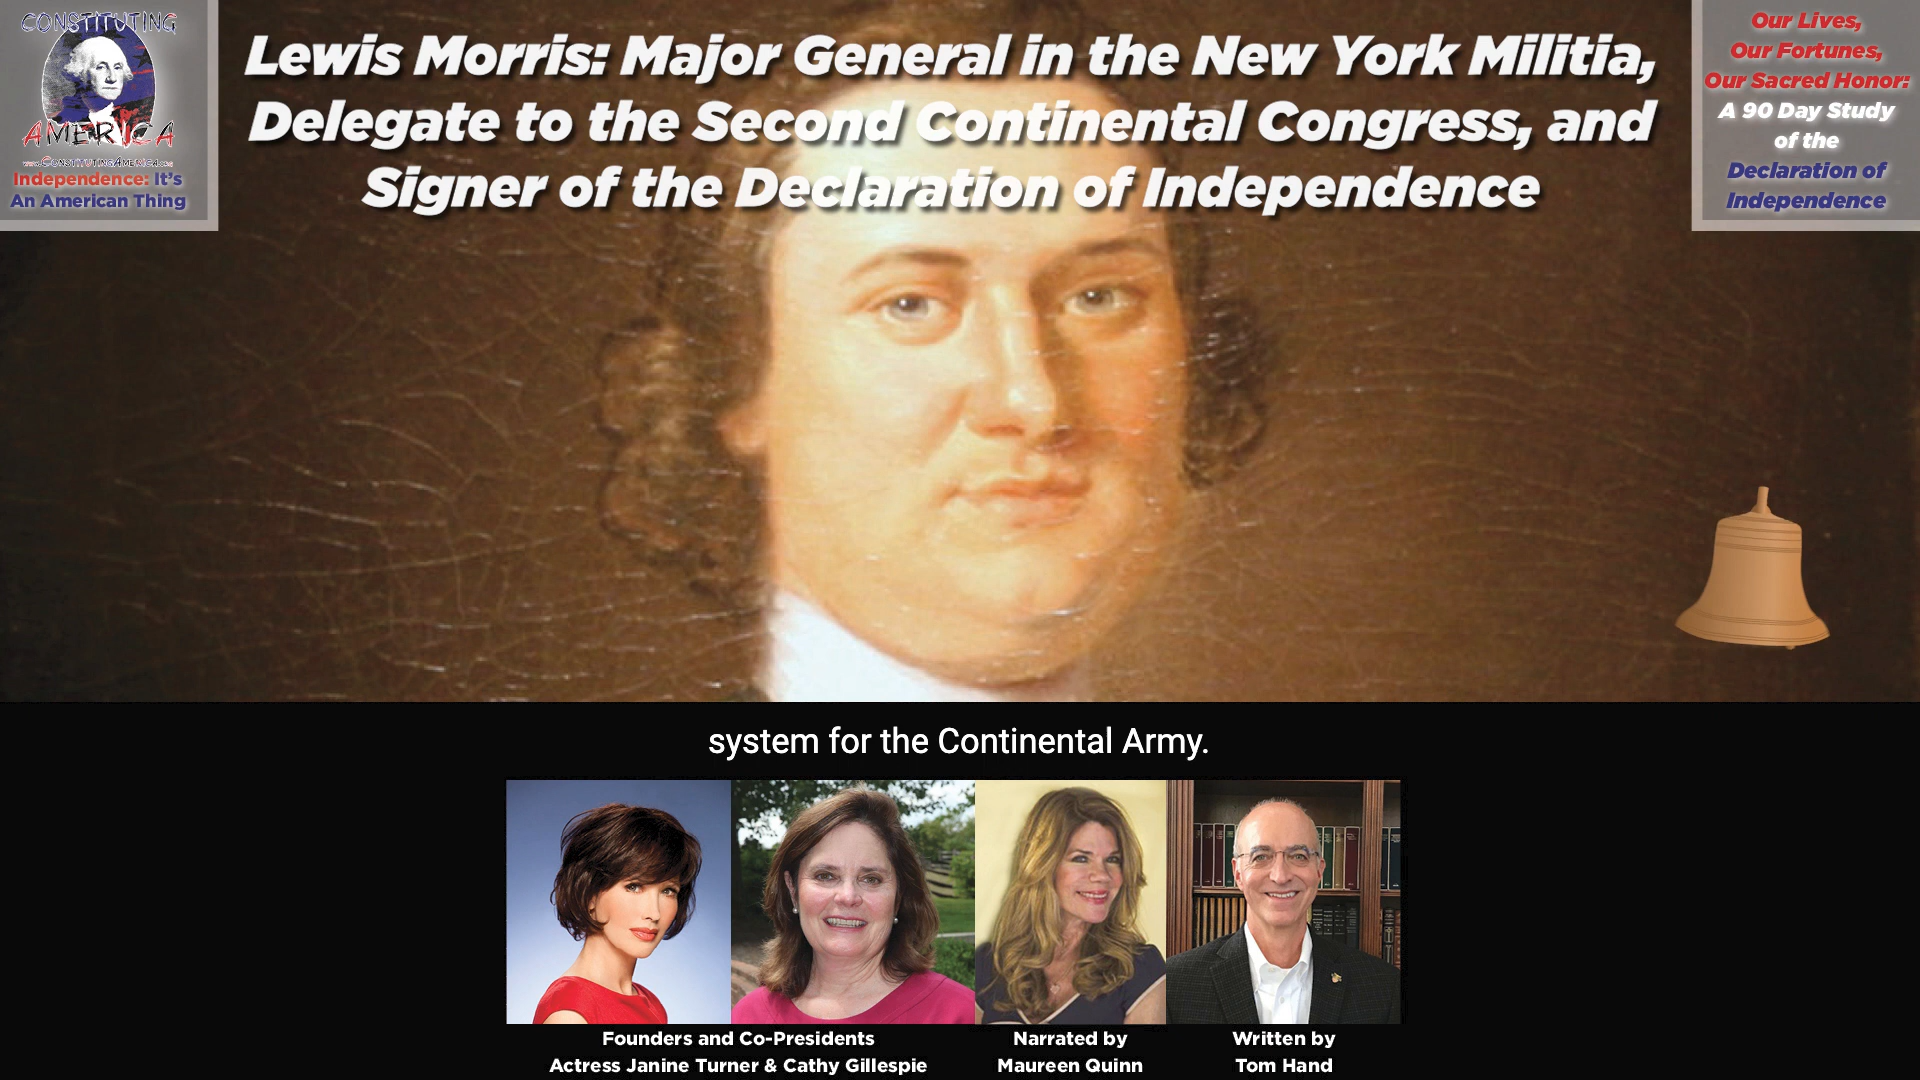 CONSTITUTING
AMERICA
www.ConstitutingAmerica.org
Independence: It's
An American Thing
Lewis Morris: Major General in the New York Militia,
Delegate to the Second Continental Congress, and
Signer of the Declaration of Independence
Our Lives,
Our Fortunes,
Our Sacred Honor:
A 90 Day Study
of the
Declaration of
Independence
system for the Continental Army.
Founders and Co-Presidents
Actress Janine Turner & Cathy Gillespie
Narrated by
Maureen Quinn
Written by
Tom Hand